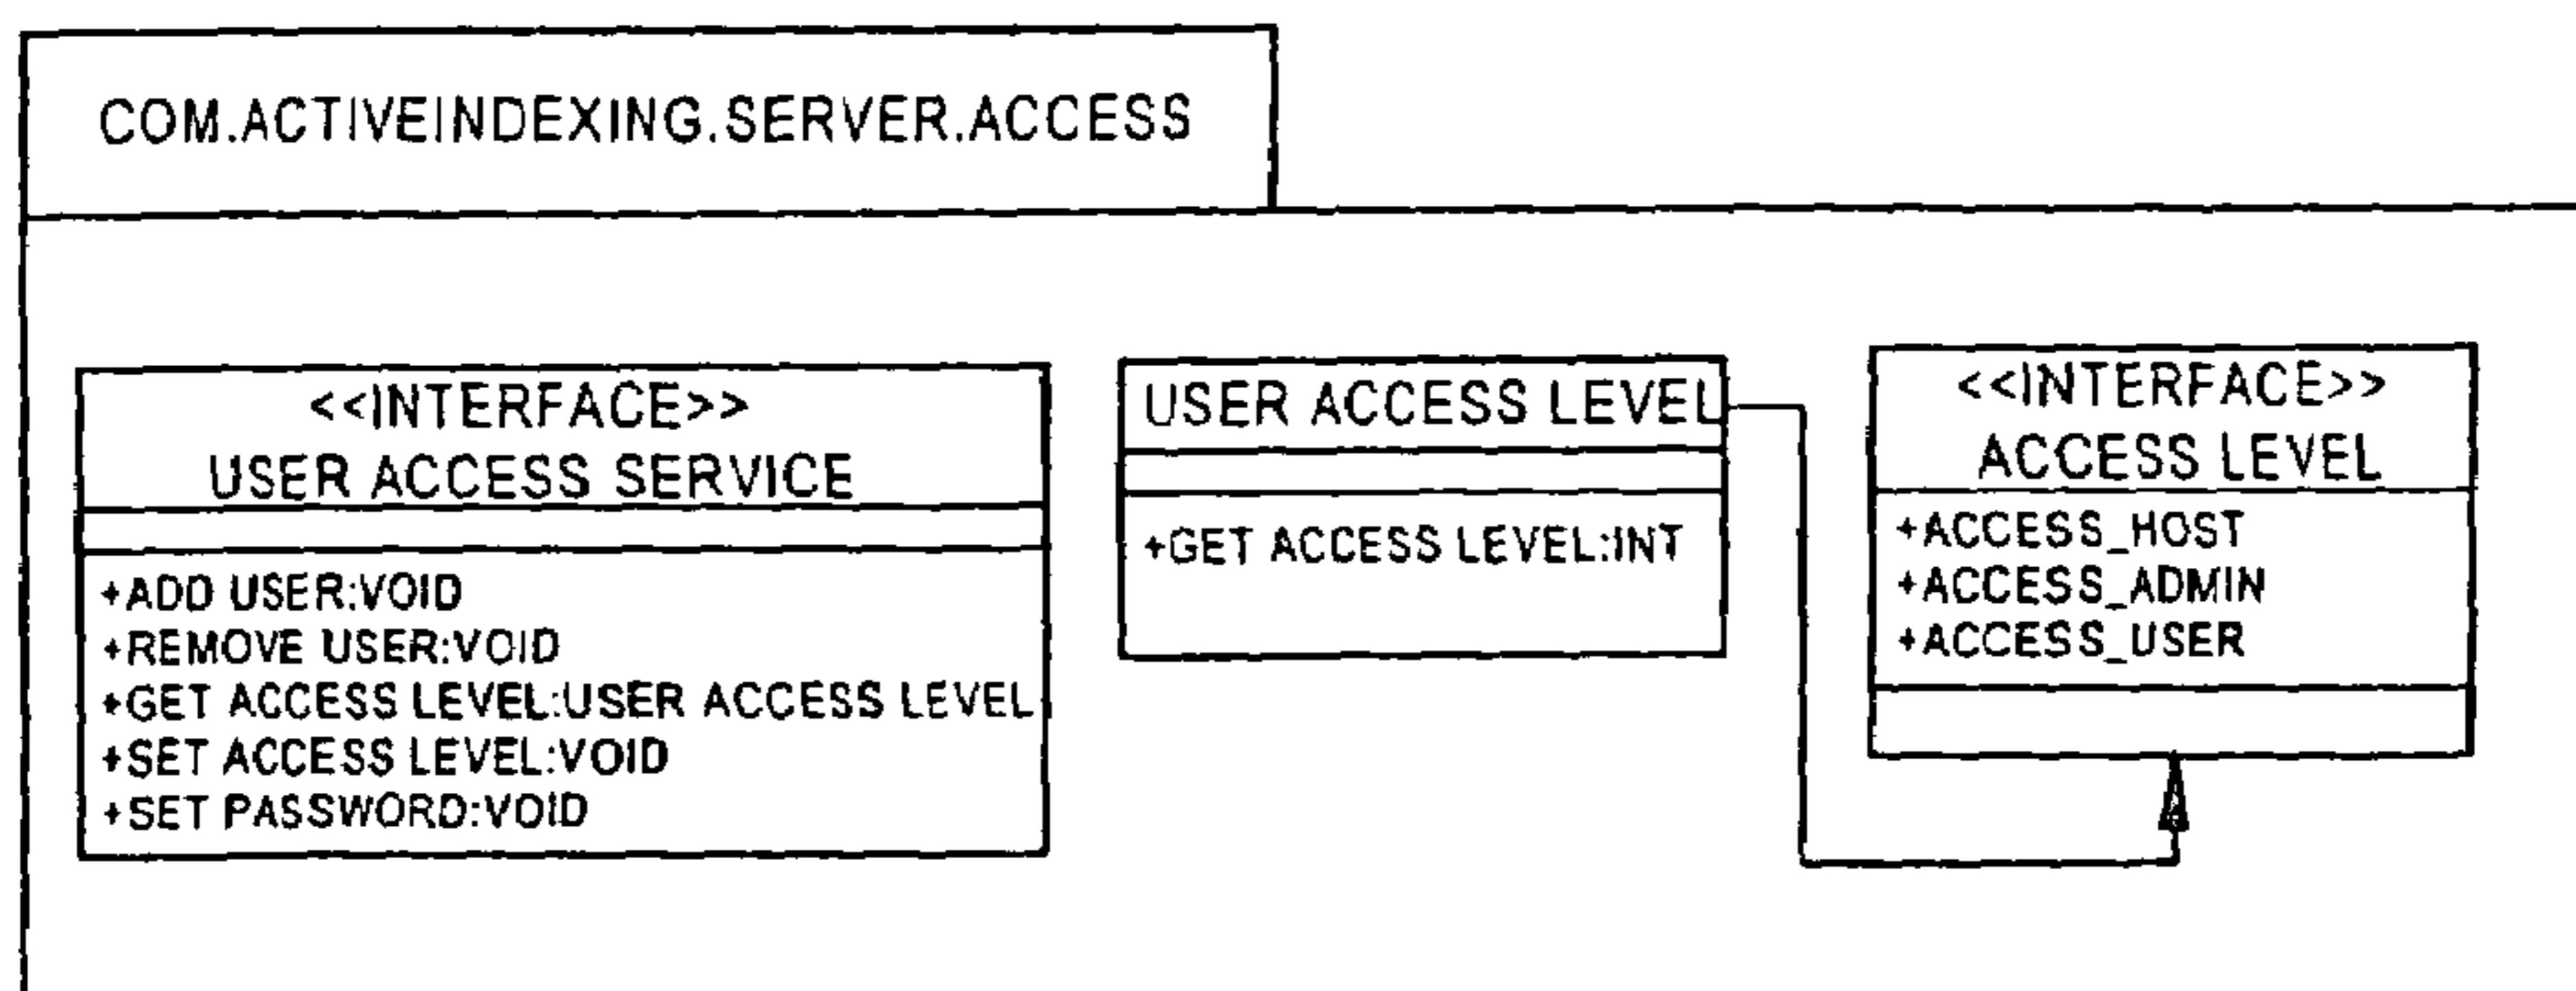 COM.ACTIVEINDEXING.SERVER.ACCESS
<<INTERFACE>>
USER ACCESS SERVICE
+ADD USER:VOID
+REMOVE USER:VOID
+GET ACCESS LEVEL:USER ACCESS LEVEL
+SET ACCESS LEVEL:VOID
+SET PASSWORD:VOID
USER ACCESS LEVEL
+GET ACCESS LEVEL:INT
<<INTERFACE>>
ACCESS LEVEL
+ACCESS_HOST
+ACCESS_ADMIN
+ACCESS_USER